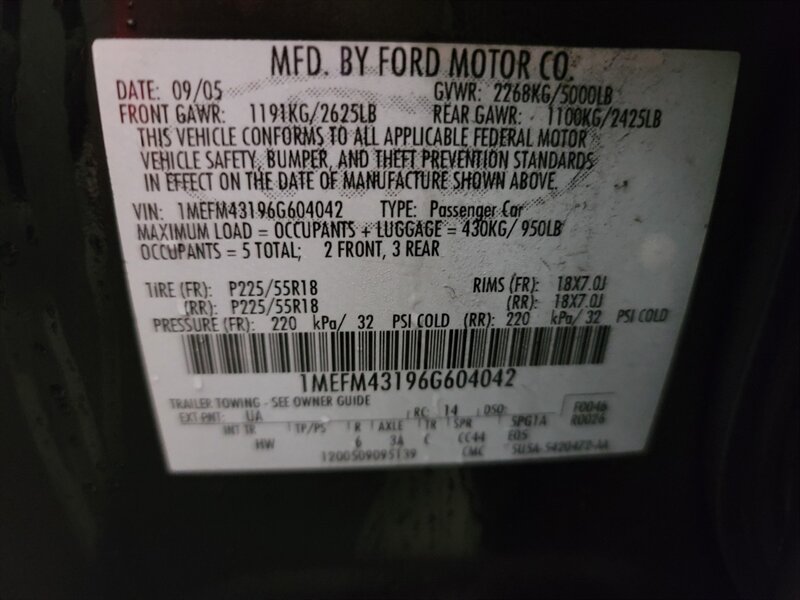 MFD. BY FORD MOTOR CO.
DATE: 09/05 GVWR: 2268KG/5000LB
FRONT GAWR: 1191KG/2625LB REAR GAWR: 1100KG/2425LB
THIS VEHICLE CONFORMS TO ALL APPLICABLE FEDERAL MOTOR
VEHICLE SAFETY, BUMPER, AND THEFT PREVENTION STANDARDS
IN EFFECT ON THE DATE OF MANUFACTURE SHOWN ABOVE.
VIN: 1MEFM43196G604042 TYPE: Passenger Car
MAXIMUM LOAD = OCCUPANTS + LUGGAGE = 430KG/ 950LB
OCCUPANTS = 5 TOTAL; 2 FRONT, 3 REAR
TIRE (FR): P225/55R18 RIMS (FR): 18X7.0J
(RR): P225/55R18 (RR): 18X7.0J
PRESSURE (FR): 220 kPa/ 32 PSI COLD (RR): 220 kPa/ 32 PSI COLD
1MEFM43196G604042
TRAILER TOWING - SEE OWNER GUIDE
EXT PNT: UA RC: 14 DSO: F0046
R0026
INT TR TP/PS R AXLE TR SPR SPG1A
HW 6 3A C CC44 E05
1200509095139 CMC